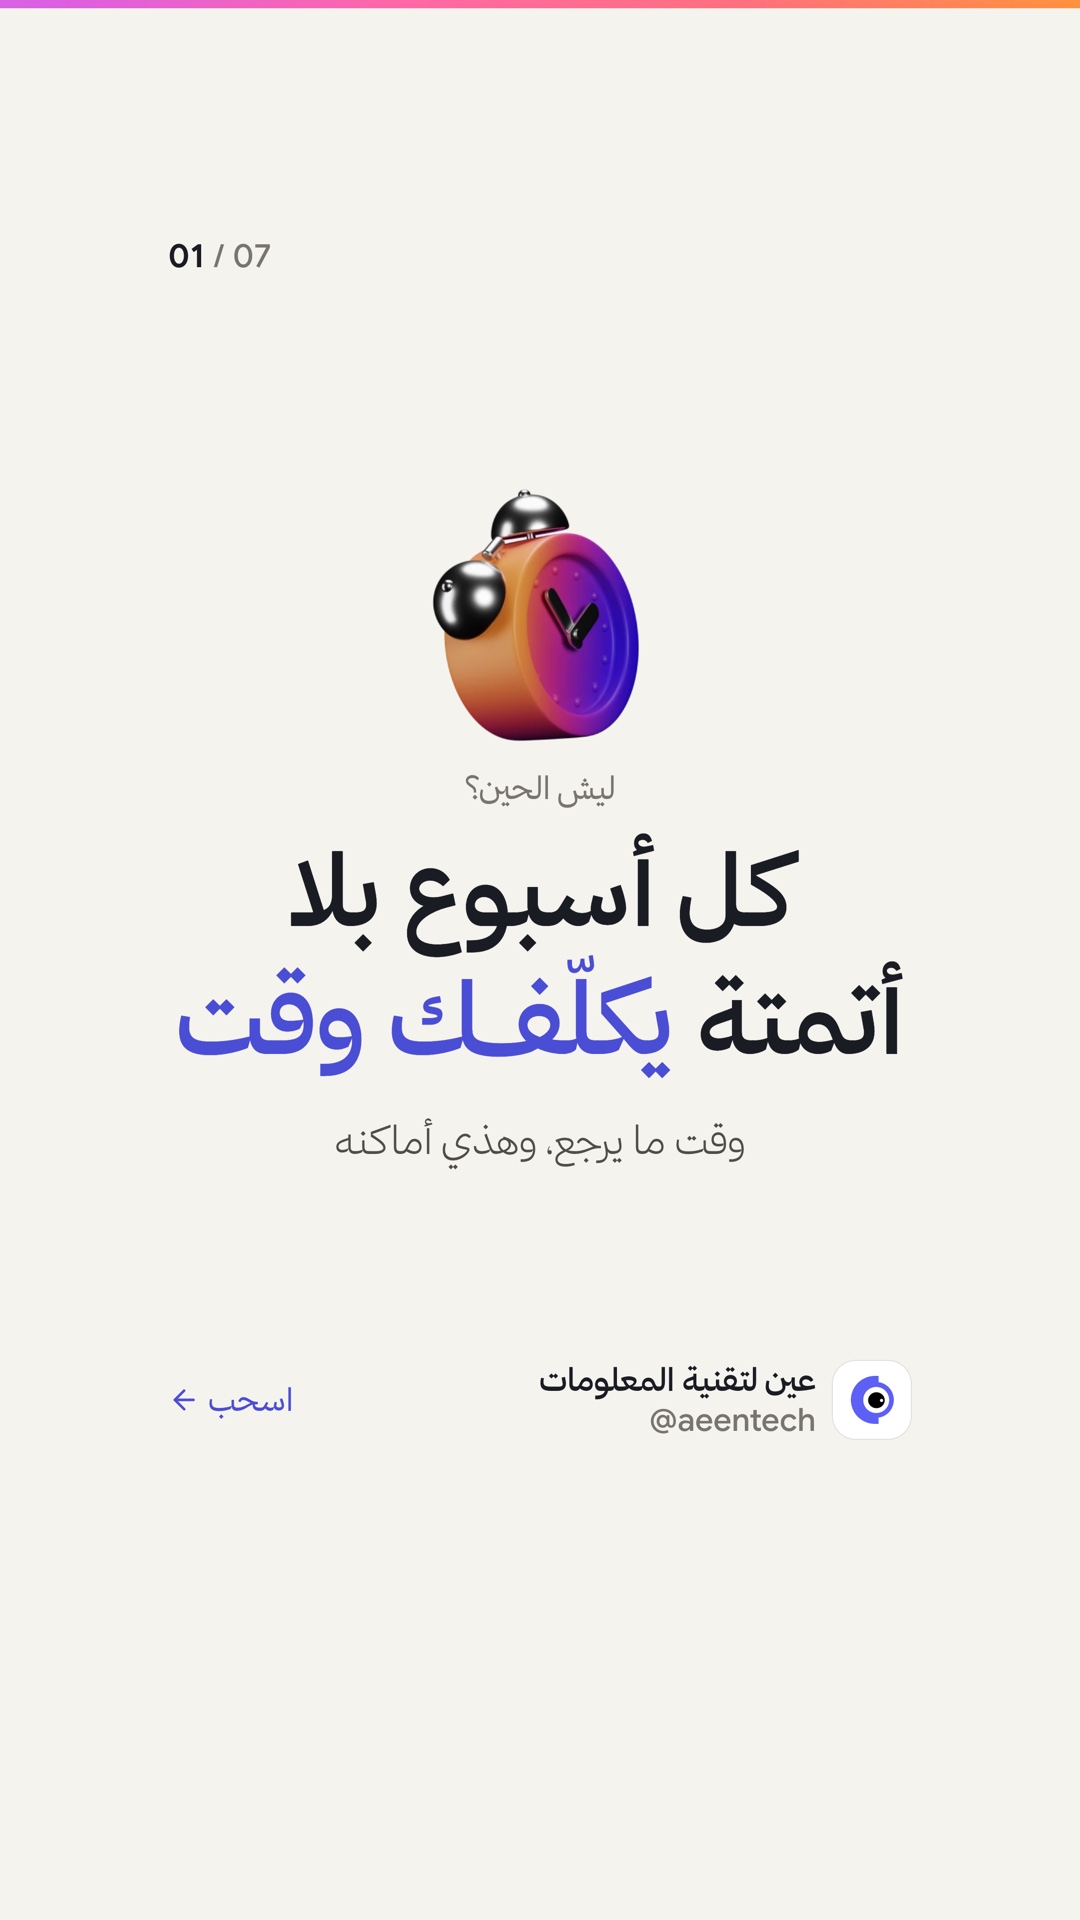 01 / 07
ليش الحين؟
كل أسبوع بلا
أتمتة يكلّفك وقت
وقت ما يرجع، وهذي أماكنه
عين لتقنية المعلومات
@aeentech
اسحب ←